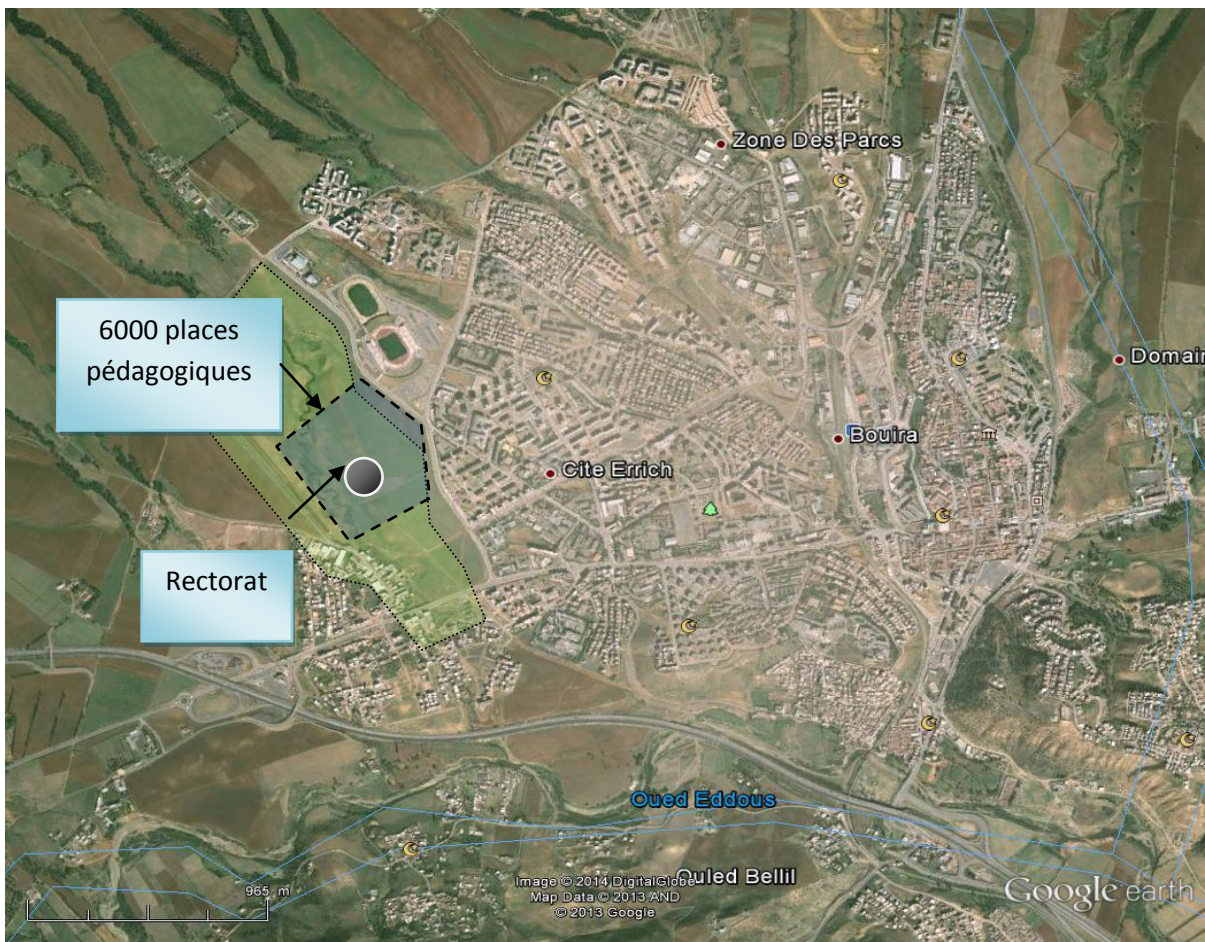 Zone Des Parcs
6000 places
pédagogiques
Domair
Bouira
Cite Errich
Rectorat
Oued Eddous
Ouled Bellil
965 m
Image © 2014 DigitalGlobe
Map Data © 2013 AND
© 2013 Google
Google earth